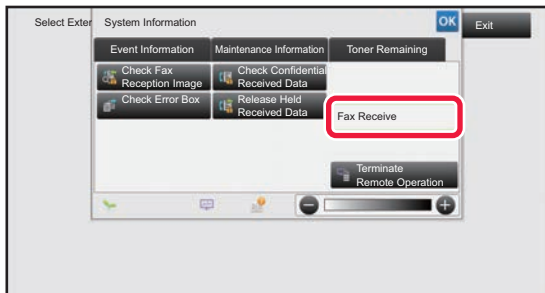 Select Exter
System Information
OK
Exit
Event Information
Maintenance Information
Toner Remaining
Check Fax
Reception Image
Check Confidential
Received Data
Check Error Box
Release Held
Received Data
Fax Receive
Terminate
Remote Operation